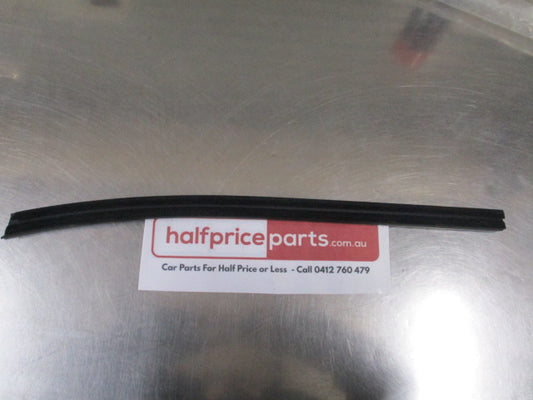 halfpriceparts.com.au
Car Parts For Half Price or Less - Call 0412 760 479